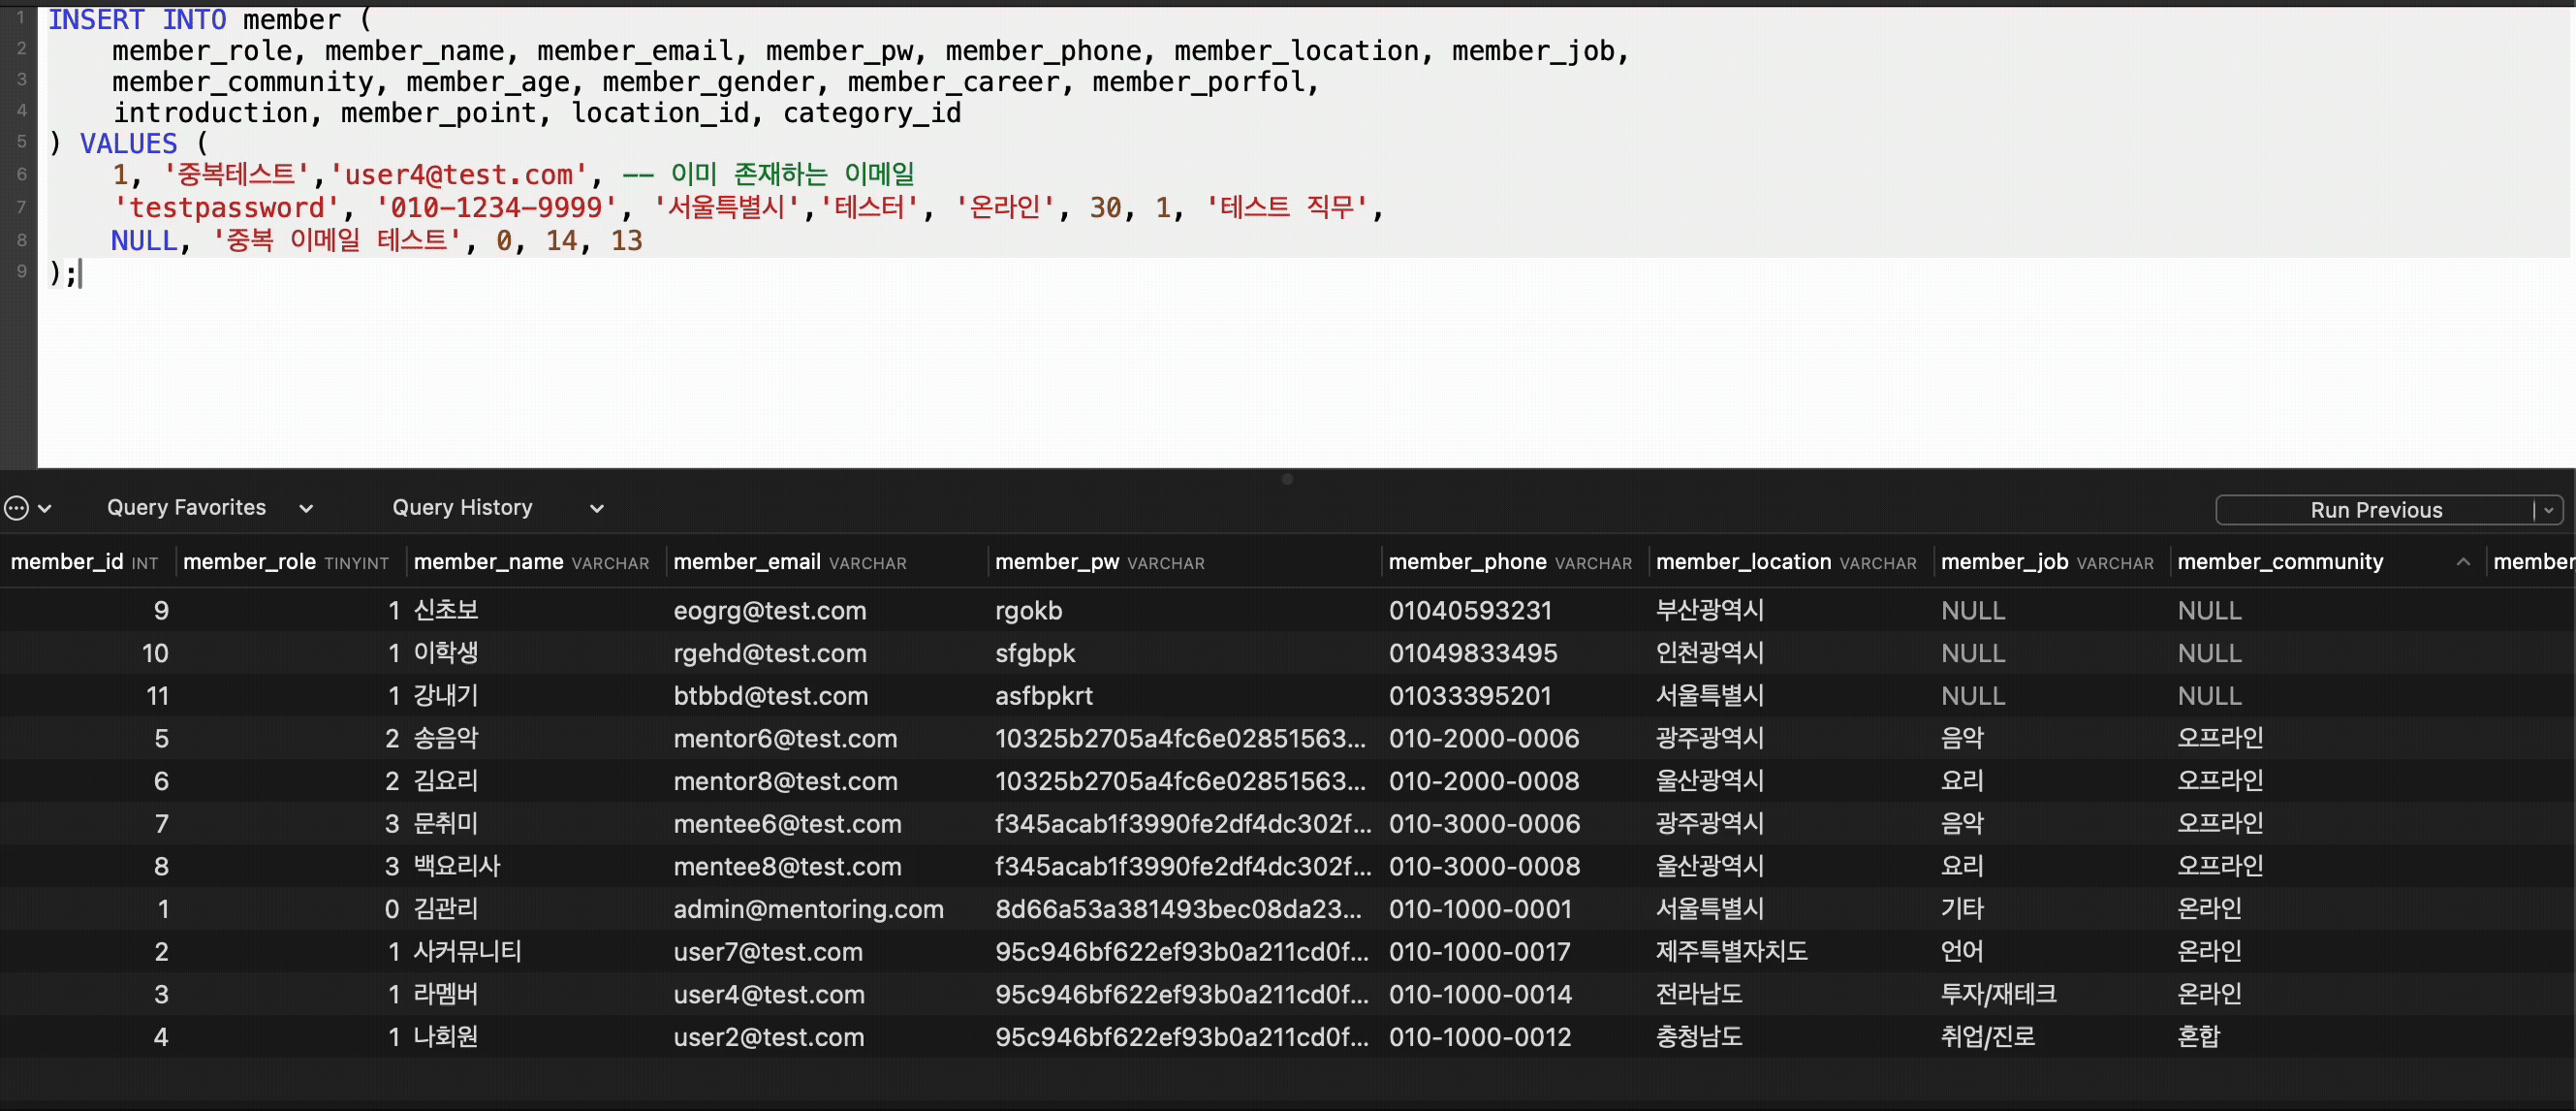 1 INSERT INTO member (
2 member_role, member_name, member_email, member_pw, member_phone, member_location, member_job,
3 member_community, member_age, member_gender, member_career, member_porfol,
4 introduction, member_point, location_id, category_id
5 ) VALUES (
6 1, '중복테스트','user4@test.com', -- 이미 존재하는 이메일
7 'testpassword', '010-1234-9999', '서울특별시','테스터', '온라인', 30, 1, '테스트 직무',
8 NULL, '중복 이메일 테스트', 0, 14, 13
9 );
Query Favorites Query History Run Previous
member_id INT member_role TINYINT member_name VARCHAR member_email VARCHAR member_pw VARCHAR member_phone VARCHAR member_location VARCHAR member_job VARCHAR member_community member
9 1 신초보 eogrg@test.com rgokb 01040593231 부산광역시 NULL NULL
10 1 이학생 rgehd@test.com sfgbpk 01049833495 인천광역시 NULL NULL
11 1 강내기 btbbd@test.com asfbpkrt 01033395201 서울특별시 NULL NULL
5 2 송음악 mentor6@test.com 10325b2705a4fc6e02851563... 010-2000-0006 광주광역시 음악 오프라인
6 2 김요리 mentor8@test.com 10325b2705a4fc6e02851563... 010-2000-0008 울산광역시 요리 오프라인
7 3 문취미 mentee6@test.com f345acab1f3990fe2df4dc302f... 010-3000-0006 광주광역시 음악 오프라인
8 3 백요리사 mentee8@test.com f345acab1f3990fe2df4dc302f... 010-3000-0008 울산광역시 요리 오프라인
1 0 김관리 admin@mentoring.com 8d66a53a381493bec08da23... 010-1000-0001 서울특별시 기타 온라인
2 1 사커뮤니티 user7@test.com 95c946bf622ef93b0a211cd0f... 010-1000-0017 제주특별자치도 언어 온라인
3 1 라멤버 user4@test.com 95c946bf622ef93b0a211cd0f... 010-1000-0014 전라남도 투자/재테크 온라인
4 1 나회원 user2@test.com 95c946bf622ef93b0a211cd0f... 010-1000-0012 충청남도 취업/진로 혼합